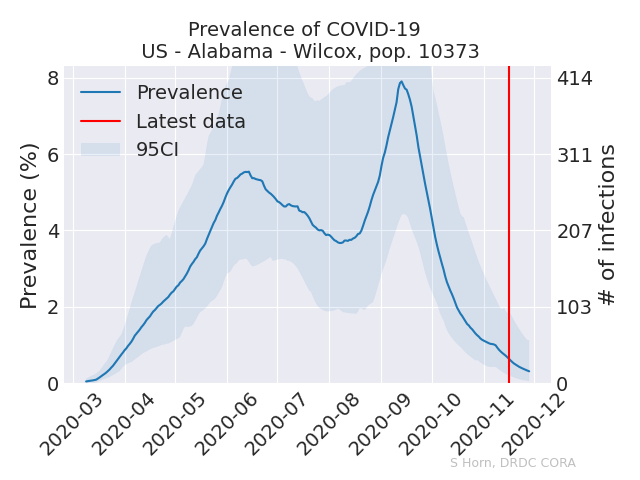 Prevalence of COVID-19
US - Alabama - Wilcox, pop. 10373
Prevalence
Latest data
95CI
Prevalence (%)
8
6
4
2
0
414
311
207
103
0
# of infections
2020-03
2020-04
2020-05
2020-06
2020-07
2020-08
2020-09
2020-10
2020-11
2020-12
S Horn, DRDC CORA